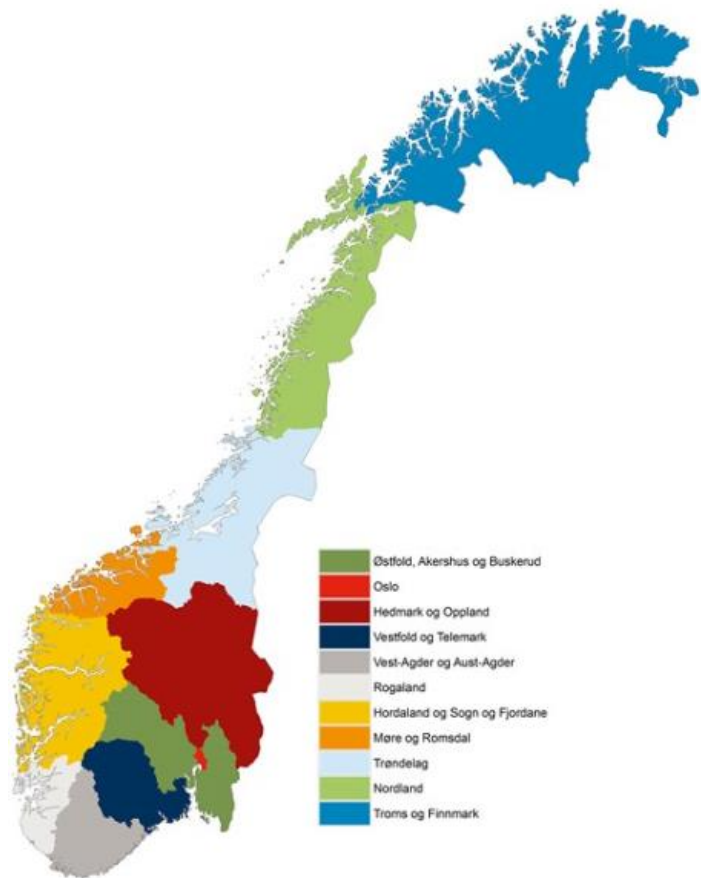 Østfold, Akershus og Buskerud
Oslo
Hedmark og Oppland
Vestfold og Telemark
Vest-Agder og Aust-Agder
Rogaland
Hordaland og Sogn og Fjordane
Møre og Romsdal
Trøndelag
Nordland
Troms og Finnmark